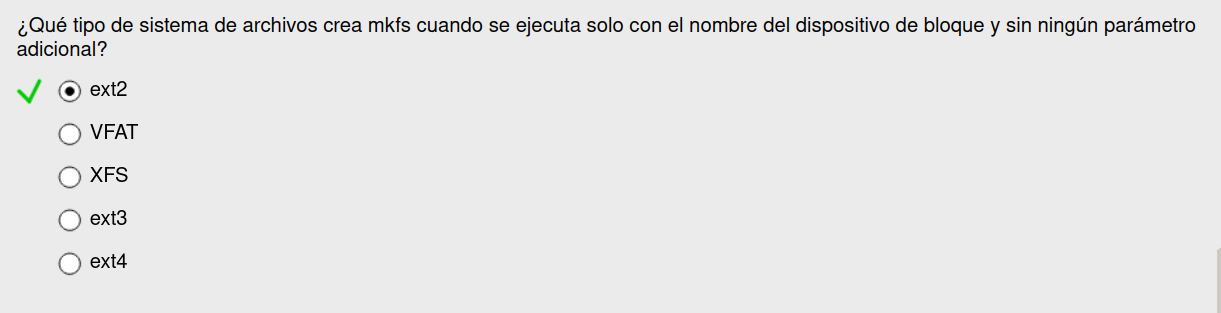 ¿Qué tipo de sistema de archivos crea mkfs cuando se ejecuta solo con el nombre del dispositivo de bloque y sin ningún parámetro
adicional?
ext2
VFAT
XFS
ext3
ext4